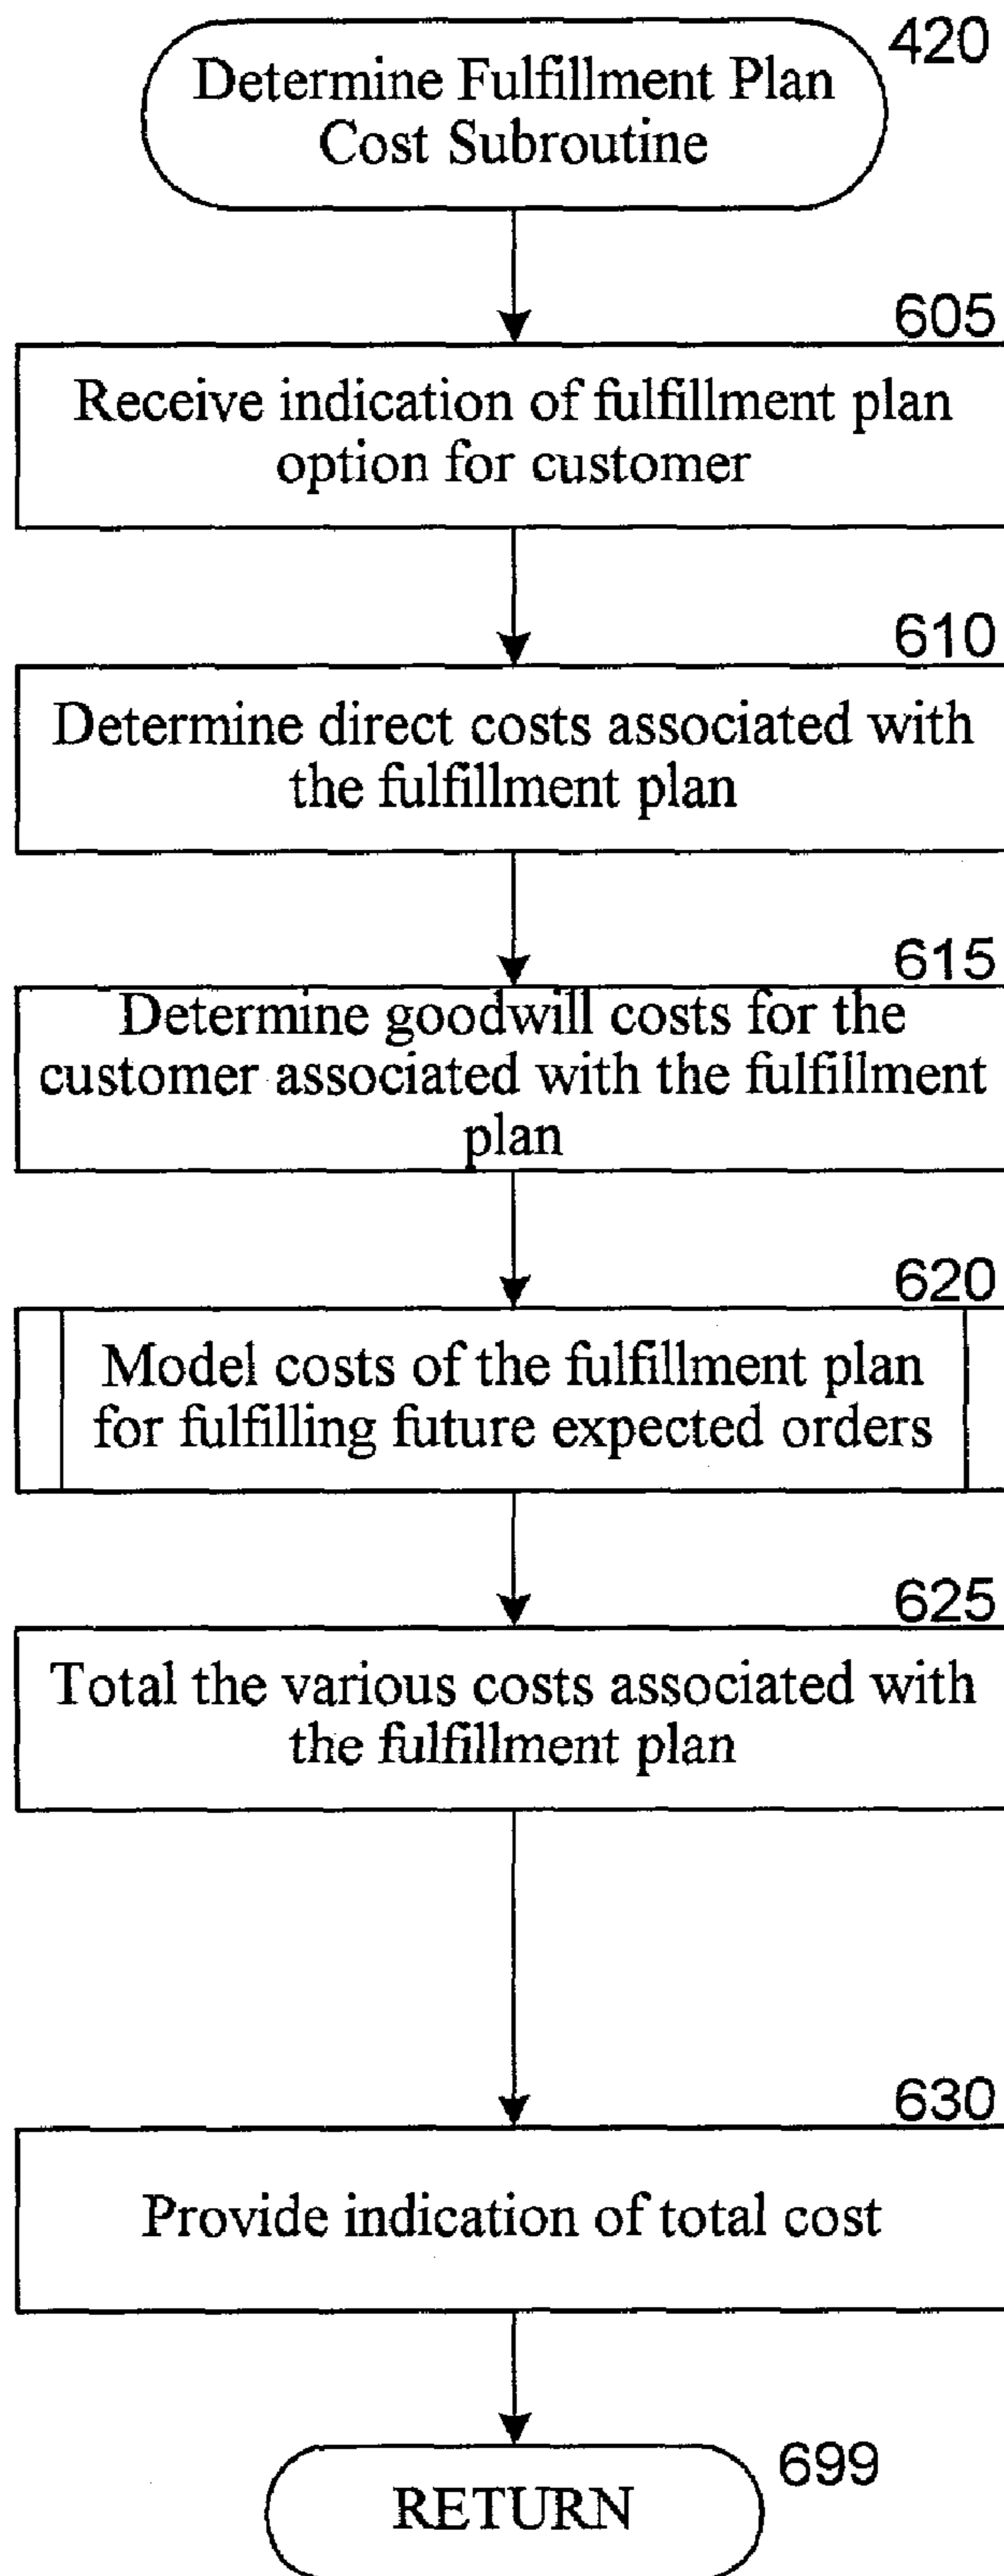 420
Determine Fulfillment Plan
Cost Subroutine
605
Receive indication of fulfillment plan
option for customer
610
Determine direct costs associated with
the fulfillment plan
615
Determine goodwill costs for the
customer associated with the fulfillment
plan
620
Model costs of the fulfillment plan
for fulfilling future expected orders
625
Total the various costs associated with
the fulfillment plan
630
Provide indication of total cost
699
RETURN